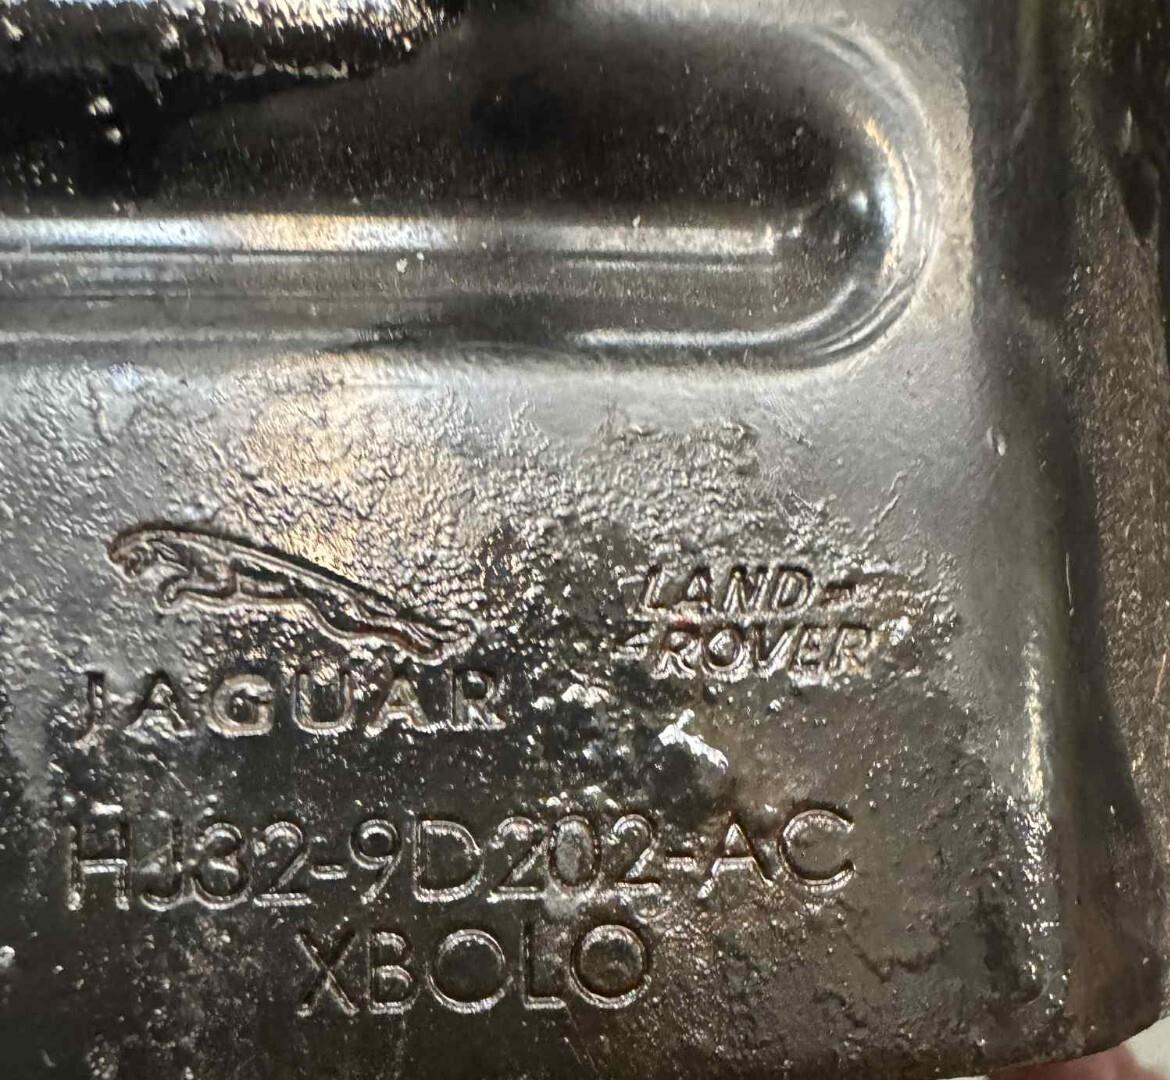 JAGUAR
LAND
ROVER
HJ32-9D202-AC
XBOLO